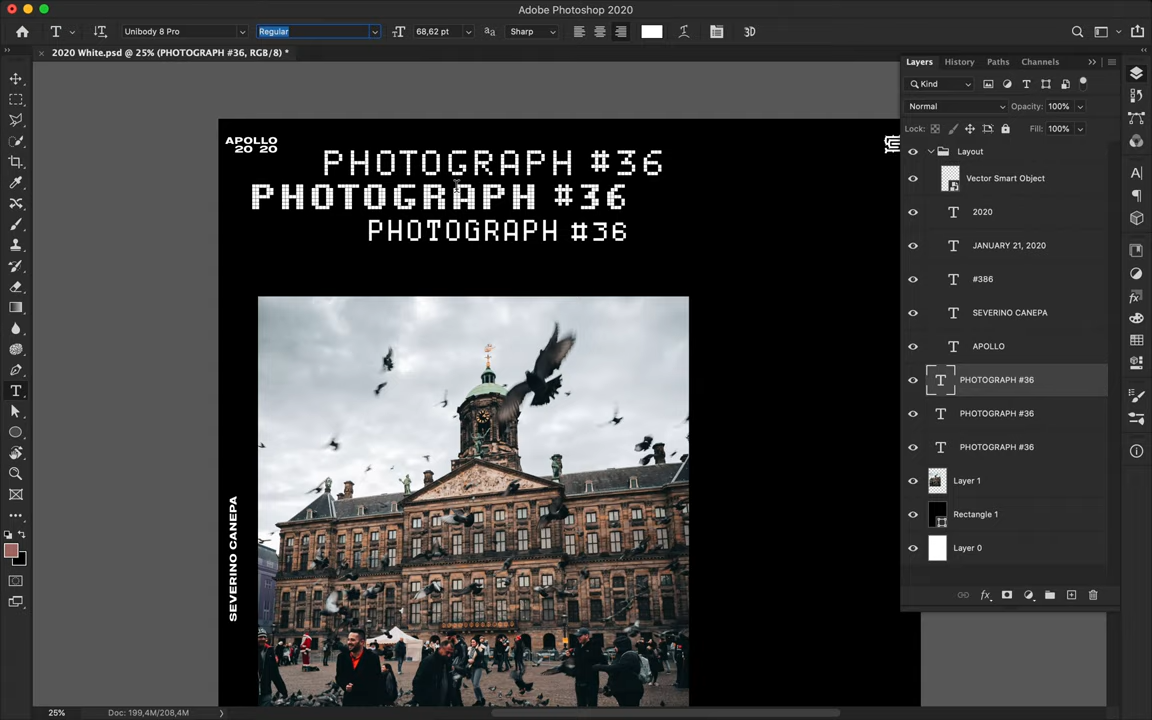 Adobe Photoshop 2020
T Unibody 8 Pro Regular 68,62 pt Sharp 3D
× 2020 White.psd @ 25% (PHOTOGRAPH #36, RGB/8) *
APOLLO
20 20
PHOTOGRAPH #36
PHOTOGRAPH #36
PHOTOGRAPH #36
SEVERINO CANEPA
Layers History Paths Channels
Kind
Normal Opacity: 100%
Lock: Fill: 100%
Layout
Vector Smart Object
T 2020
T JANUARY 21, 2020
T #386
T SEVERINO CANEPA
T APOLLO
T PHOTOGRAPH #36
T PHOTOGRAPH #36
T PHOTOGRAPH #36
Layer 1
Rectangle 1
Layer 0
25% Doc: 199,4M/208,4M